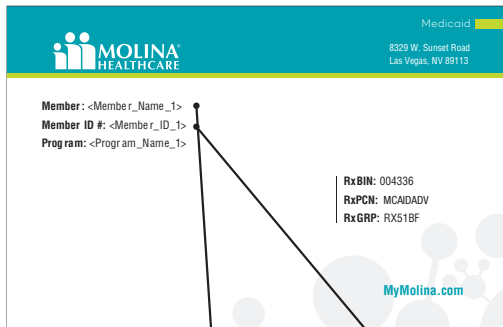 Medicaid
MOLINA
HEALTHCARE
8329 W. Sunset Road
Las Vegas, NV 89113
Member: <Member_Name_1>
Member ID #: <Member_ID_1>
Program: <Program_Name_1>
RxBIN: 004336
RxPCN: MCAIDADV
RxGRP: RX51BF
MyMolina.com